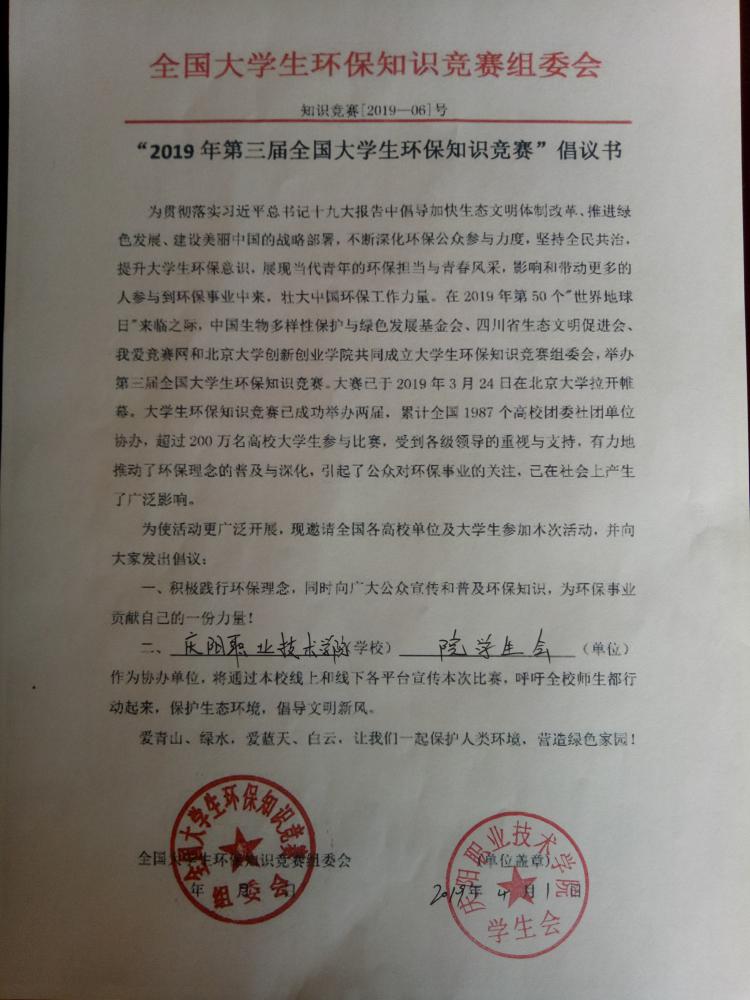 全国大学生环保知识竞赛组委会
知识竞赛[2019—06]号
“2019年第三届全国大学生环保知识竞赛”倡议书
为贯彻落实习近平总书记十九大报告中倡导加快生态文明体制改革、推进绿
色发展、建设美丽中国的战略部署，不断深化环保公众参与力度，坚持全民共治，
提升大学生环保意识，展现当代青年的环保担当与青春风采，影响和带动更多的
人参与到环保事业中来，壮大中国环保工作力量。在2019年第50个"世界地球
日"来临之际，中国生物多样性保护与绿色发展基金会、四川省生态文明促进会、
我爱竞赛网和北京大学创新创业学院共同成立大学生环保知识竞赛组委会，举办
第三届全国大学生环保知识竞赛。大赛已于2019年3月24日在北京大学拉开帷
幕。大学生环保知识竞赛已成功举办两届，累计全国1987个高校团委社团单位
协办，超过200万名高校大学生参与比赛，受到各级领导的重视与支持，有力地
推动了环保理念的普及与深化，引起了公众对环保事业的关注，已在社会上产生
了广泛影响。
为使活动更广泛开展，现邀请全国各高校单位及大学生参加本次活动，并向
大家发出倡议：
一、积极践行环保理念，同时向广大公众宣传和普及环保知识，为环保事业
贡献自己的一份力量！
二、庆阳职业技术学院学校）院学生会（单位）
作为协办单位，将通过本校线上和线下各平台宣传本次比赛，呼吁全校师生都行
动起来，保护生态环境，倡导文明新风。
爱青山、绿水，爱蓝天、白云，让我们一起保护人类环境，营造绿色家园！
全国大学生环保知识竞赛组委会
年 月 日
全国大学生环保知识竞赛
组委会
（单位盖章）
2019年4月1日
庆阳职业技术学院
学生会